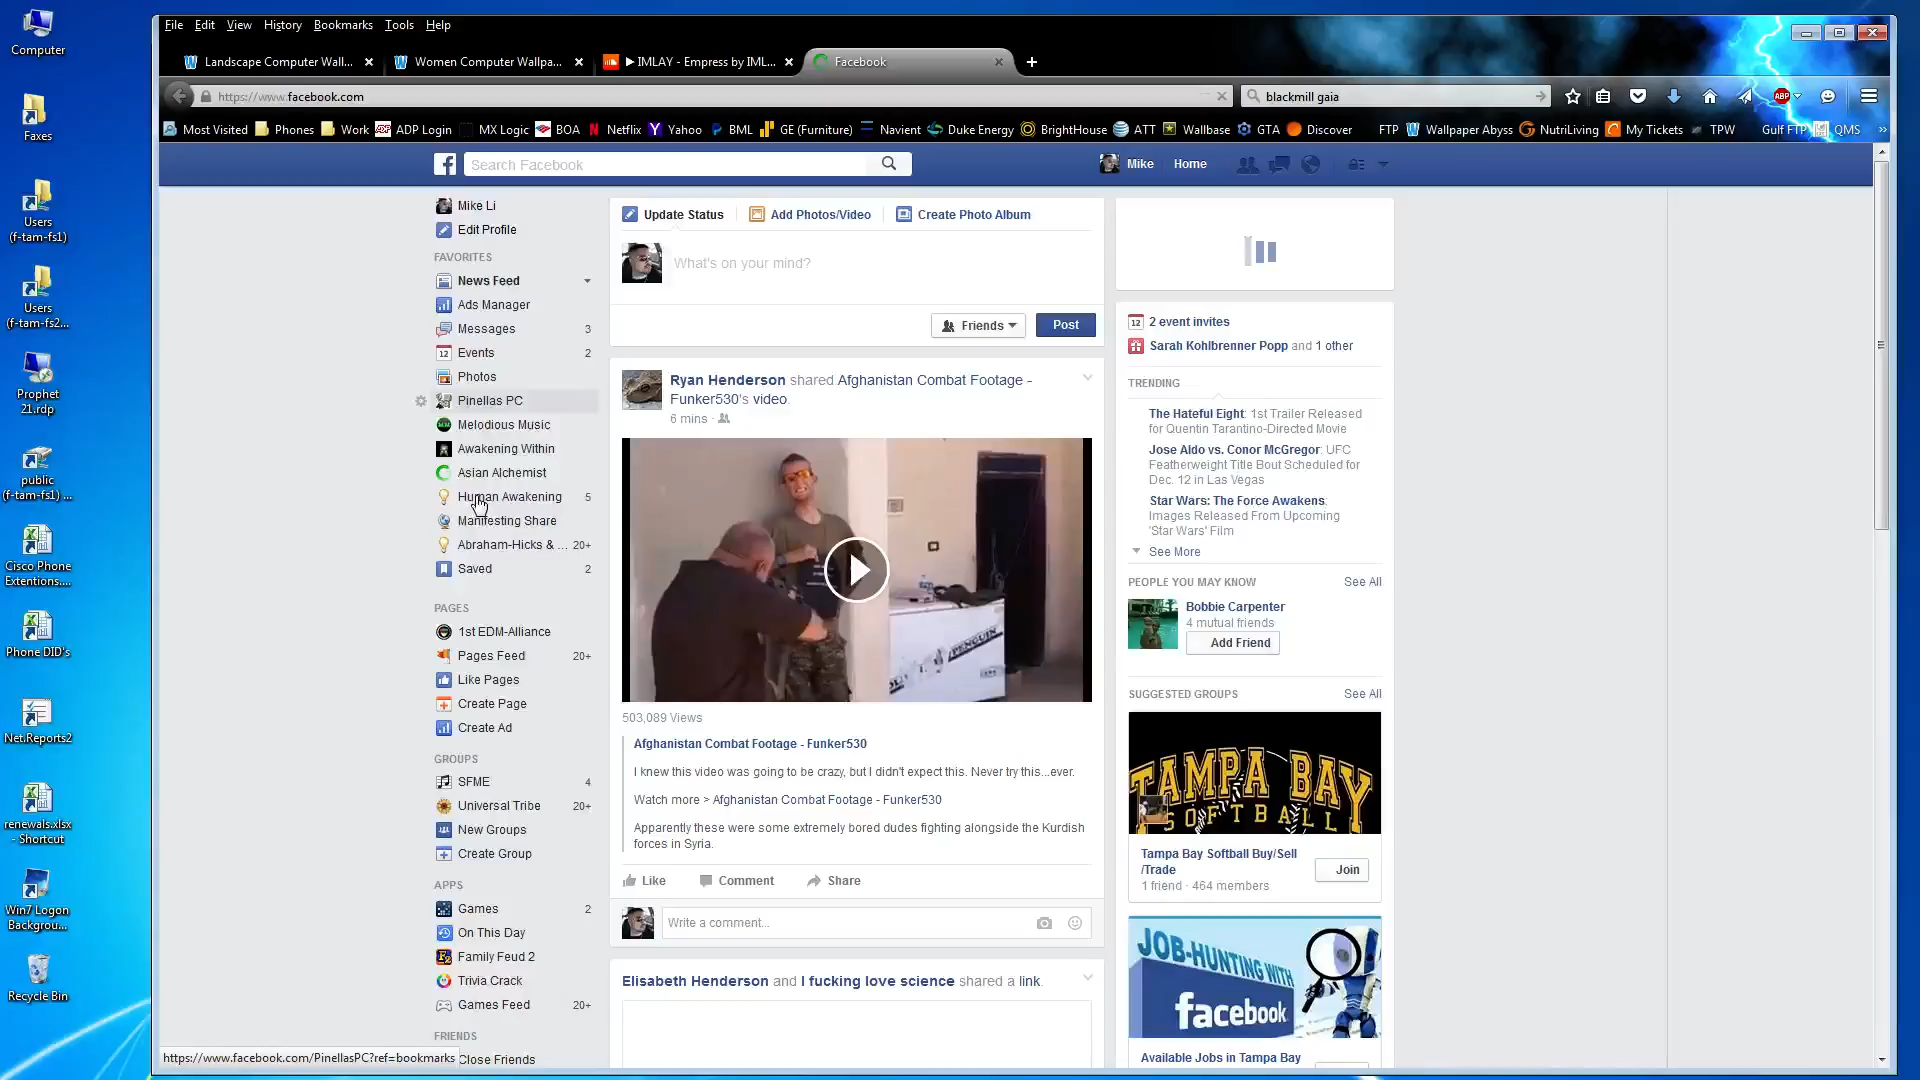 File Edit View History Bookmarks Tools Help
Computer
Landscape Computer Wall...
Women Computer Wallpa...
IMLAY - Empress by IML...
Facebook
https://www.facebook.com
blackmill gaia
ABP
Most Visited Phones Work ADP Login MX Logic BOA Netflix Yahoo BML GE (Furniture) Navient Duke Energy BrightHouse ATT Wallbase GTA Discover FTP Wallpaper Abyss NutriLiving My Tickets TPW Gulf FTP QMS
Faxes
Users
(f-tam-fs1)
Users
(f-tam-fs2...
Prophet
21.rdp
public
(f-tam-fs1) ...
Cisco Phone
Extentions....
Phone DID's
Net.Reports2
renewals.xlsx
- Shortcut
Win7 Logon
Backgrou...
Recycle Bin
Search Facebook
Mike Home
Mike Li
Edit Profile
FAVORITES
News Feed
Ads Manager
Messages 3
Events 2
Photos
Pinellas PC
Melodious Music
Awakening Within
Asian Alchemist
Human Awakening 5
Manifesting Share
Abraham-Hicks & ... 20+
Saved 2
PAGES
1st EDM-Alliance
Pages Feed 20+
Like Pages
Create Page
Create Ad
GROUPS
SFME 4
Universal Tribe 20+
New Groups
Create Group
APPS
Games 2
On This Day
Family Feud 2
Trivia Crack
Games Feed 20+
FRIENDS
Close Friends
https://www.facebook.com/PinellasPC?ref=bookmarks
Update Status Add Photos/Video Create Photo Album
What's on your mind?
Friends Post
Ryan Henderson shared Afghanistan Combat Footage -
Funker530's video.
6 mins ·
PENGUIN
503,089 Views
Afghanistan Combat Footage - Funker530
I knew this video was going to be crazy, but I didn't expect this. Never try this...ever.
Watch more > Afghanistan Combat Footage - Funker530
Apparently these were some extremely bored dudes fighting alongside the Kurdish
forces in Syria.
Like Comment Share
Write a comment...
Elisabeth Henderson and I fucking love science shared a link.
12 2 event invites
Sarah Kohlbrenner Popp and 1 other
TRENDING
The Hateful Eight: 1st Trailer Released
for Quentin Tarantino-Directed Movie
Jose Aldo vs. Conor McGregor: UFC
Featherweight Title Bout Scheduled for
Dec. 12 in Las Vegas
Star Wars: The Force Awakens:
Images Released From Upcoming
'Star Wars' Film
See More
PEOPLE YOU MAY KNOW See All
Bobbie Carpenter
4 mutual friends
Add Friend
SUGGESTED GROUPS See All
TAMPA BAY
SOFTBALL
Tampa Bay Softball Buy/Sell
/Trade
1 friend · 464 members
Join
JOB-HUNTING WITH
facebook
Available Jobs in Tampa Bay